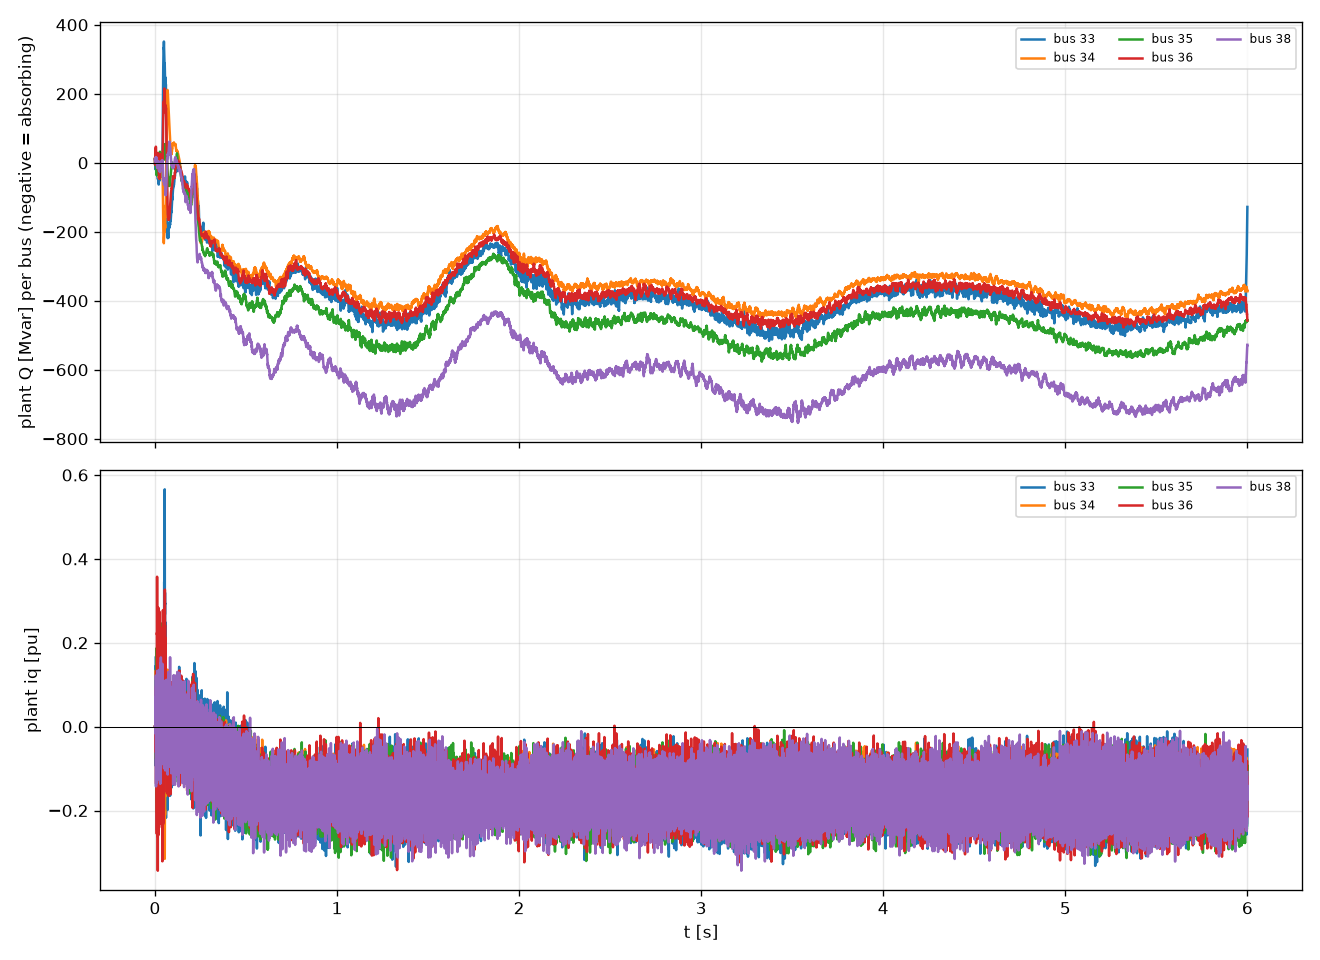 400
200
0
−200
−400
−600
−800
plant Q [Mvar] per bus (negative = absorbing)
bus 33 bus 35 bus 38
bus 34 bus 36
0.6
0.4
0.2
0.0
−0.2
plant iq [pu]
bus 33 bus 35 bus 38
bus 34 bus 36
0 1 2 3 4 5 6
t [s]